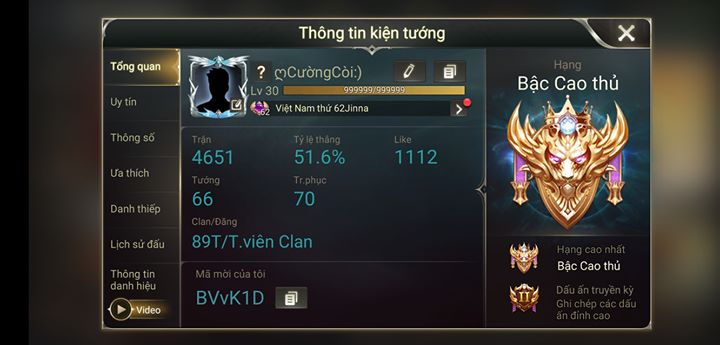 Thông tin kiện tướng
Tổng quan
Uy tín
Thông số
Ưa thích
Danh thiếp
Lịch sử đấu
Thông tin
danh hiệu
Video
? ღCườngCòi:)
Lv 30 999999/999999
62 Việt Nam thứ 62Jinna
Trận Tỷ lệ thắng Like
4651 51.6% 1112
Tướng Tr.phục
66 70
Clan/Đăng
89T/T.viên Clan
Mã mời của tôi
BVvK1D
Hạng
Bậc Cao thủ
Hạng cao nhất
Bậc Cao thủ
II
Dấu ấn truyền kỳ
Ghi chép các dấu
ấn đỉnh cao